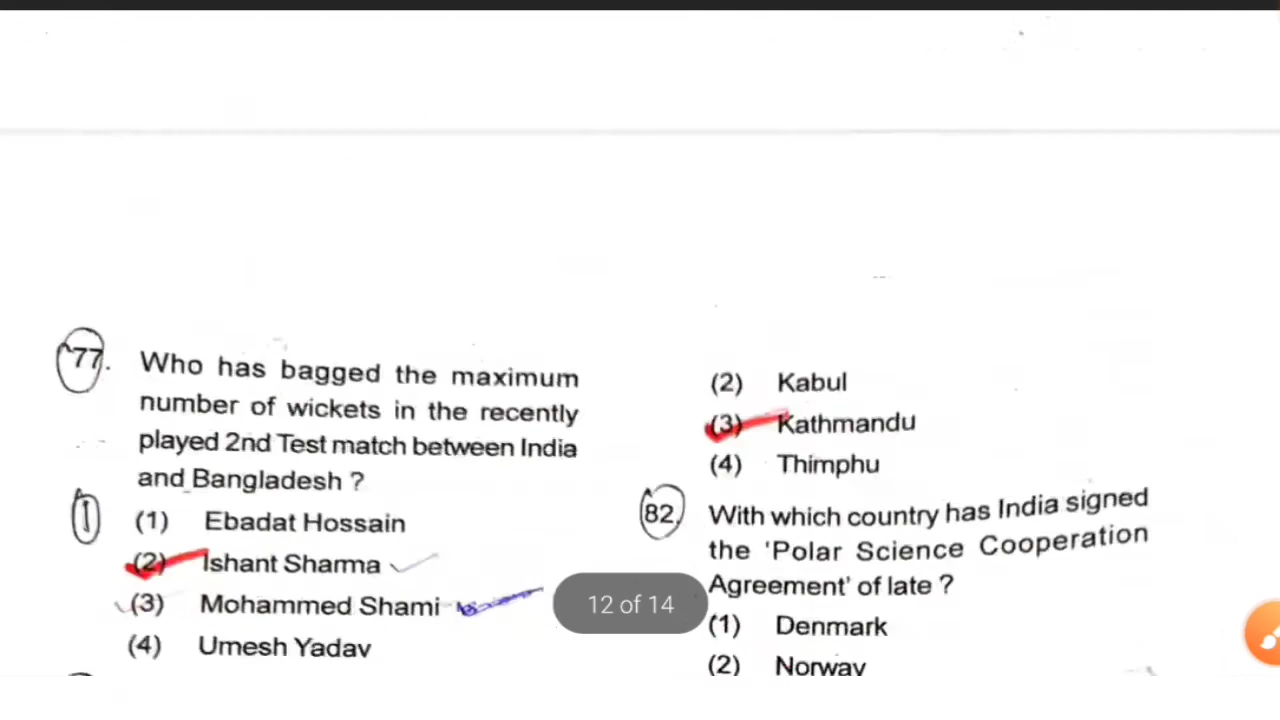 77. Who has bagged the maximum
number of wickets in the recently
played 2nd Test match between India
and Bangladesh ?
(1) Ebadat Hossain
(2) Ishant Sharma
(3) Mohammed Shami
(4) Umesh Yadav
(2) Kabul
(3) Kathmandu
(4) Thimphu
82. With which country has India signed
the 'Polar Science Cooperation
Agreement' of late ?
(1) Denmark
(2) Norway
12 of 14